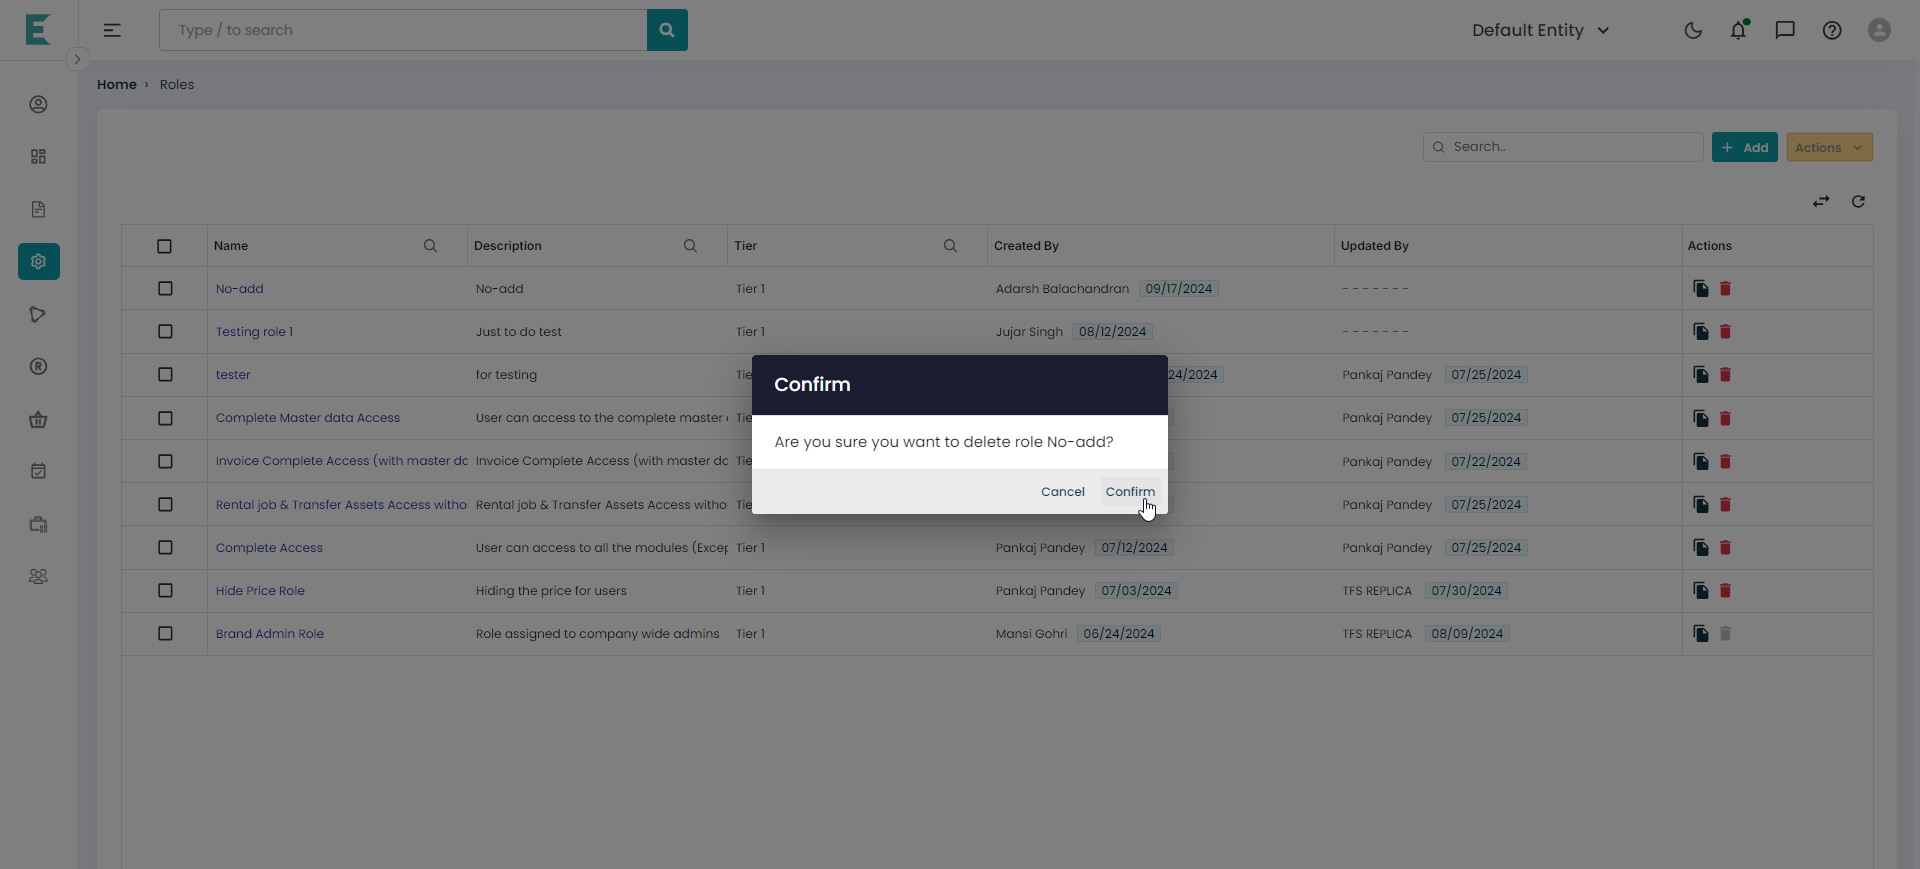 Type / to search
Default Entity
Home › Roles
Search..
+ Add
Actions
Name Description Tier Created By Updated By Actions
No-add No-add Tier 1 Adarsh Balachandran 09/17/2024 - - - - - - -
Testing role 1 Just to do test Tier 1 Jujar Singh 08/12/2024 - - - - - - -
tester for testing Tie 24/2024 Pankaj Pandey 07/25/2024
Complete Master data Access User can access to the complete master Tie Pankaj Pandey 07/25/2024
Invoice Complete Access (with master dc Invoice Complete Access (with master dc Tie Pankaj Pandey 07/22/2024
Rental job & Transfer Assets Access witho Rental job & Transfer Assets Access witho Tie Pankaj Pandey 07/25/2024
Complete Access User can access to all the modules (Excep Tier 1 Pankaj Pandey 07/12/2024 Pankaj Pandey 07/25/2024
Hide Price Role Hiding the price for users Tier 1 Pankaj Pandey 07/03/2024 TFS REPLICA 07/30/2024
Brand Admin Role Role assigned to company wide admins Tier 1 Mansi Gohri 06/24/2024 TFS REPLICA 08/09/2024
Confirm
Are you sure you want to delete role No-add?
Cancel Confirm